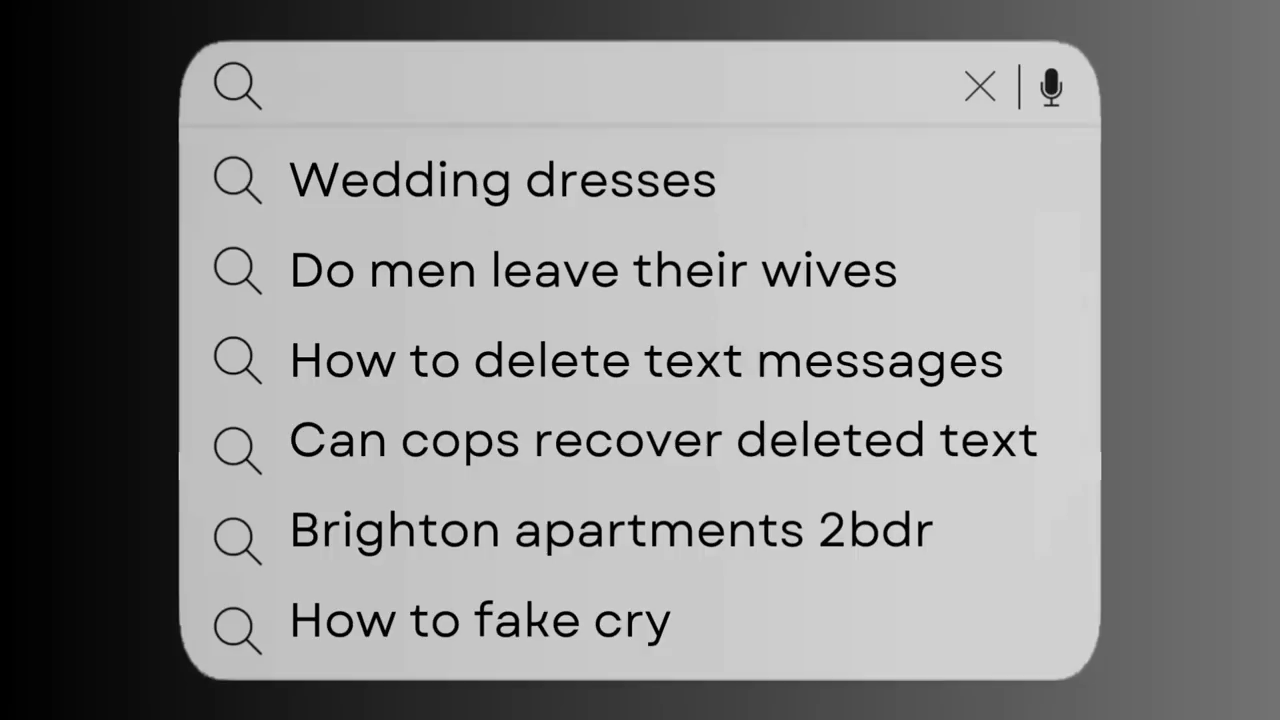 Wedding dresses
Do men leave their wives
How to delete text messages
Can cops recover deleted text
Brighton apartments 2bdr
How to fake cry